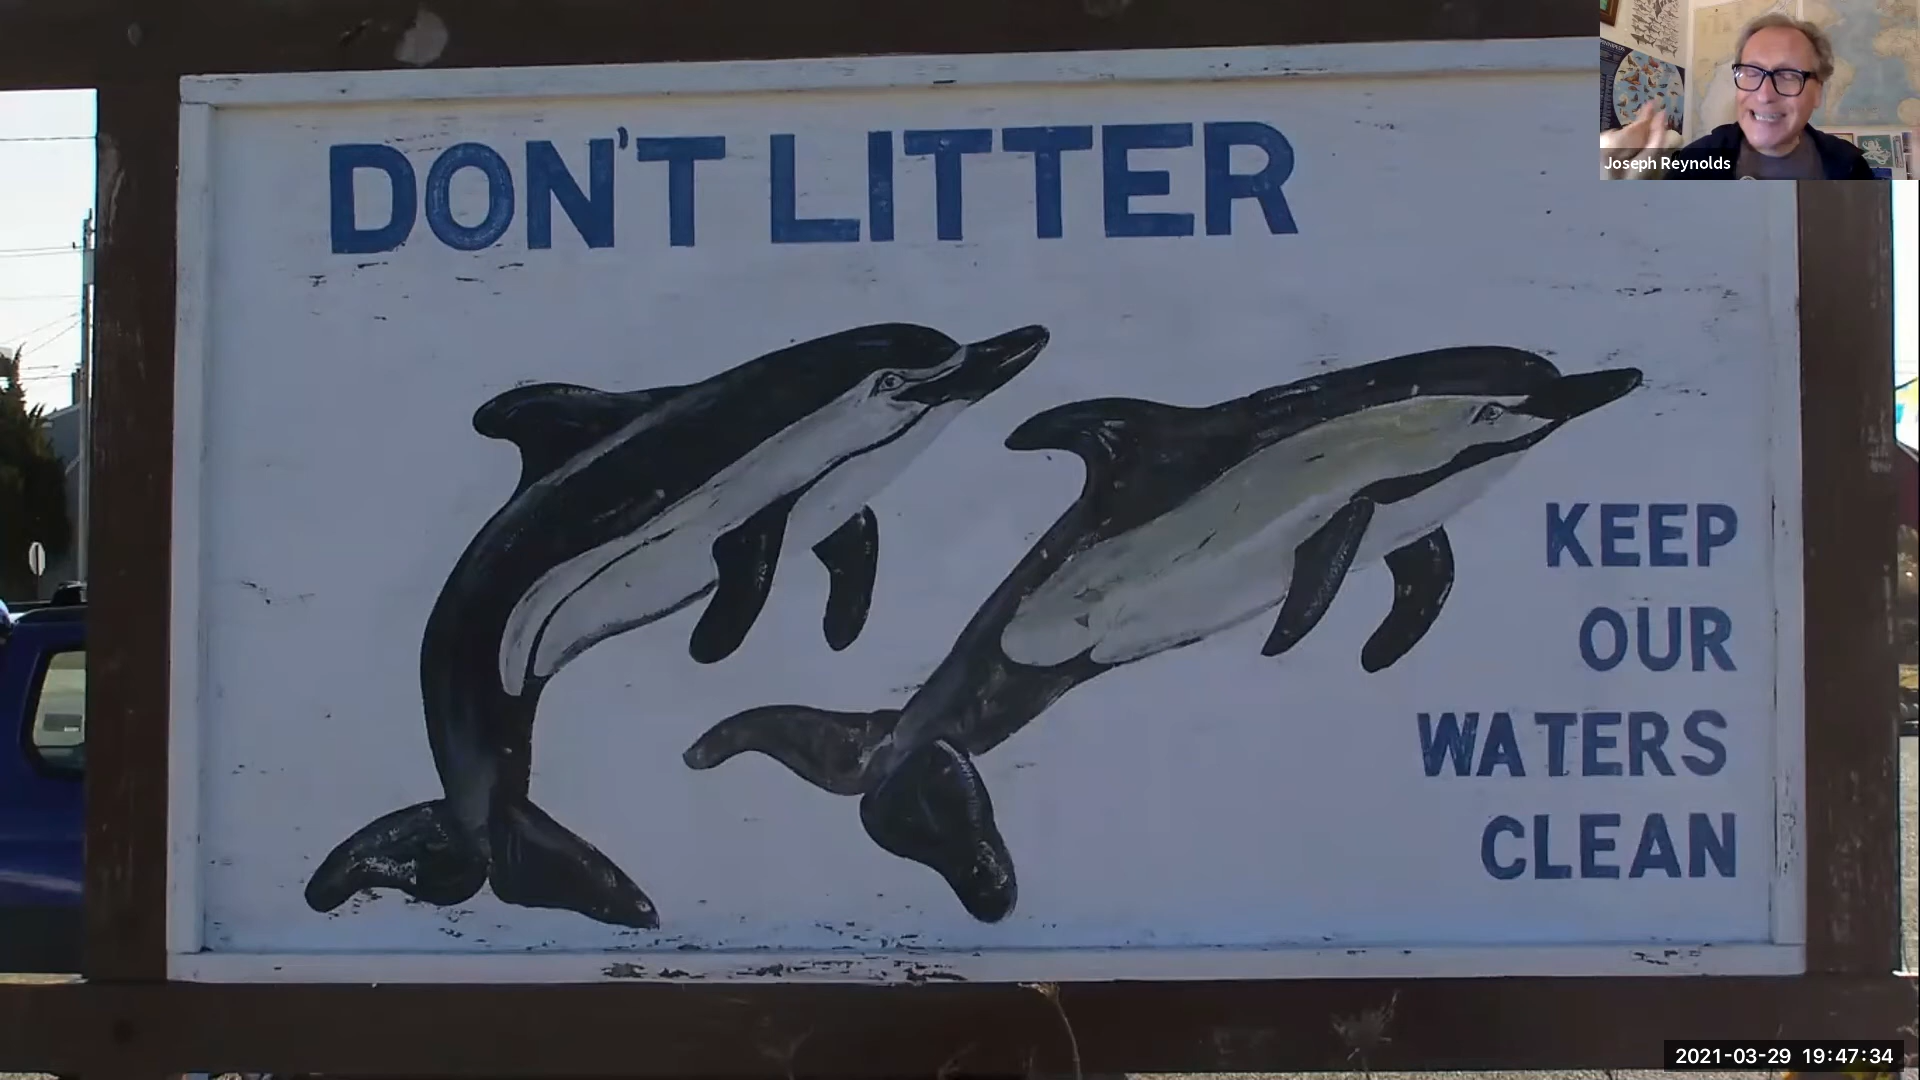 DON'T LITTER
KEEP
OUR
WATERS
CLEAN
Joseph Reynolds
2021-03-29 19:47:34